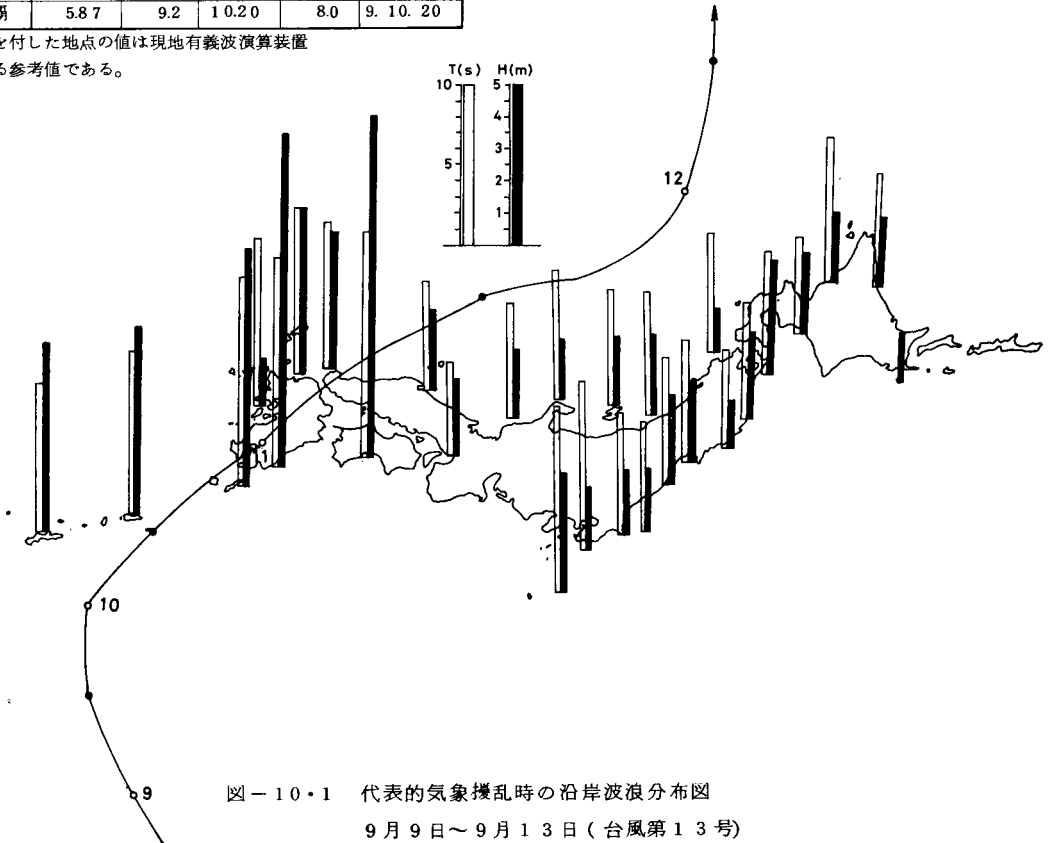 5.87 9.2 10.20 8.0 9. 10. 20
を付した地点の値は現地有義波演算装置
る参考値である。
T(s) H(m)
10 5
4
5 3
2
1
12
1
10
9
図-10・1 代表的気象擾乱時の沿岸波浪分布図
9月9日~9月13日(台風第13号)